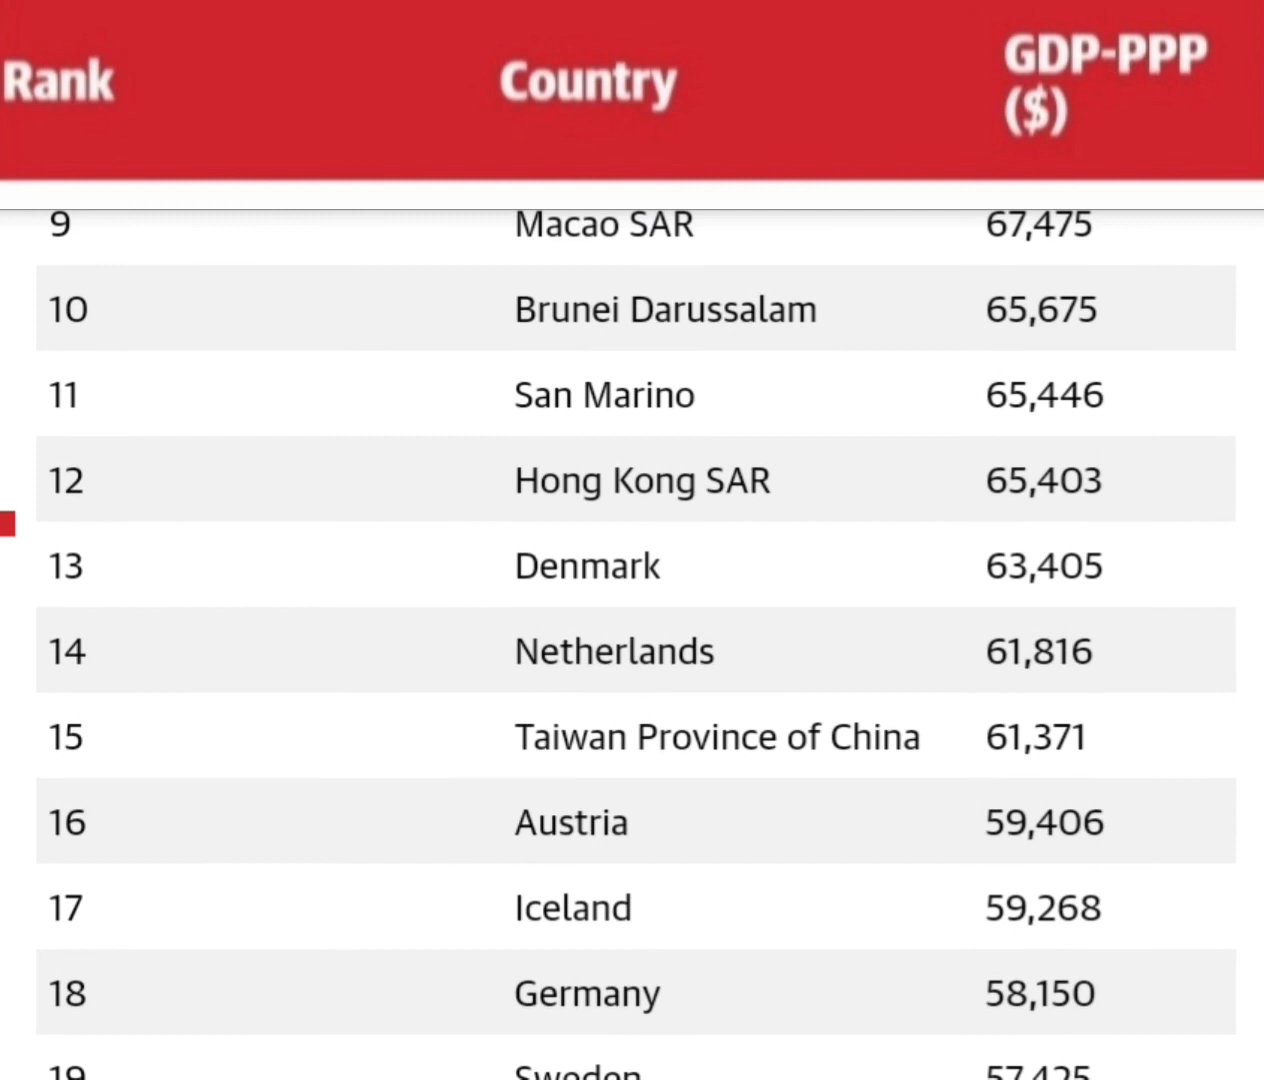 Rank Country GDP-PPP
($)
9 Macao SAR 67,475
10 Brunei Darussalam 65,675
11 San Marino 65,446
12 Hong Kong SAR 65,403
13 Denmark 63,405
14 Netherlands 61,816
15 Taiwan Province of China 61,371
16 Austria 59,406
17 Iceland 59,268
18 Germany 58,150
19 Sweden 57,425